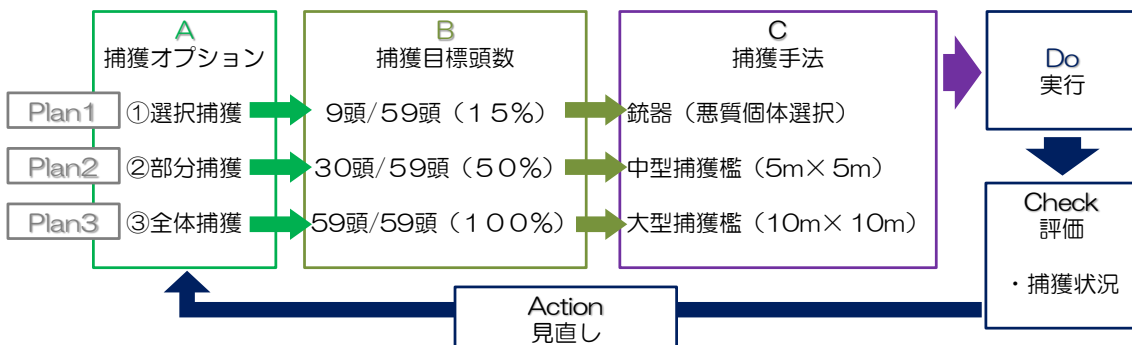 A
捕獲オプション
B
捕獲目標頭数
C
捕獲手法
Do
実行
Plan1
①選択捕獲
9頭/59頭（１５%）
銃器（悪質個体選択）
Plan2
②部分捕獲
30頭/59頭（５０%）
中型捕獲檻（5m×5m）
Plan3
③全体捕獲
59頭/59頭（１００%）
大型捕獲檻（10m×10m）
Check
評価
・捕獲状況
Action
見直し